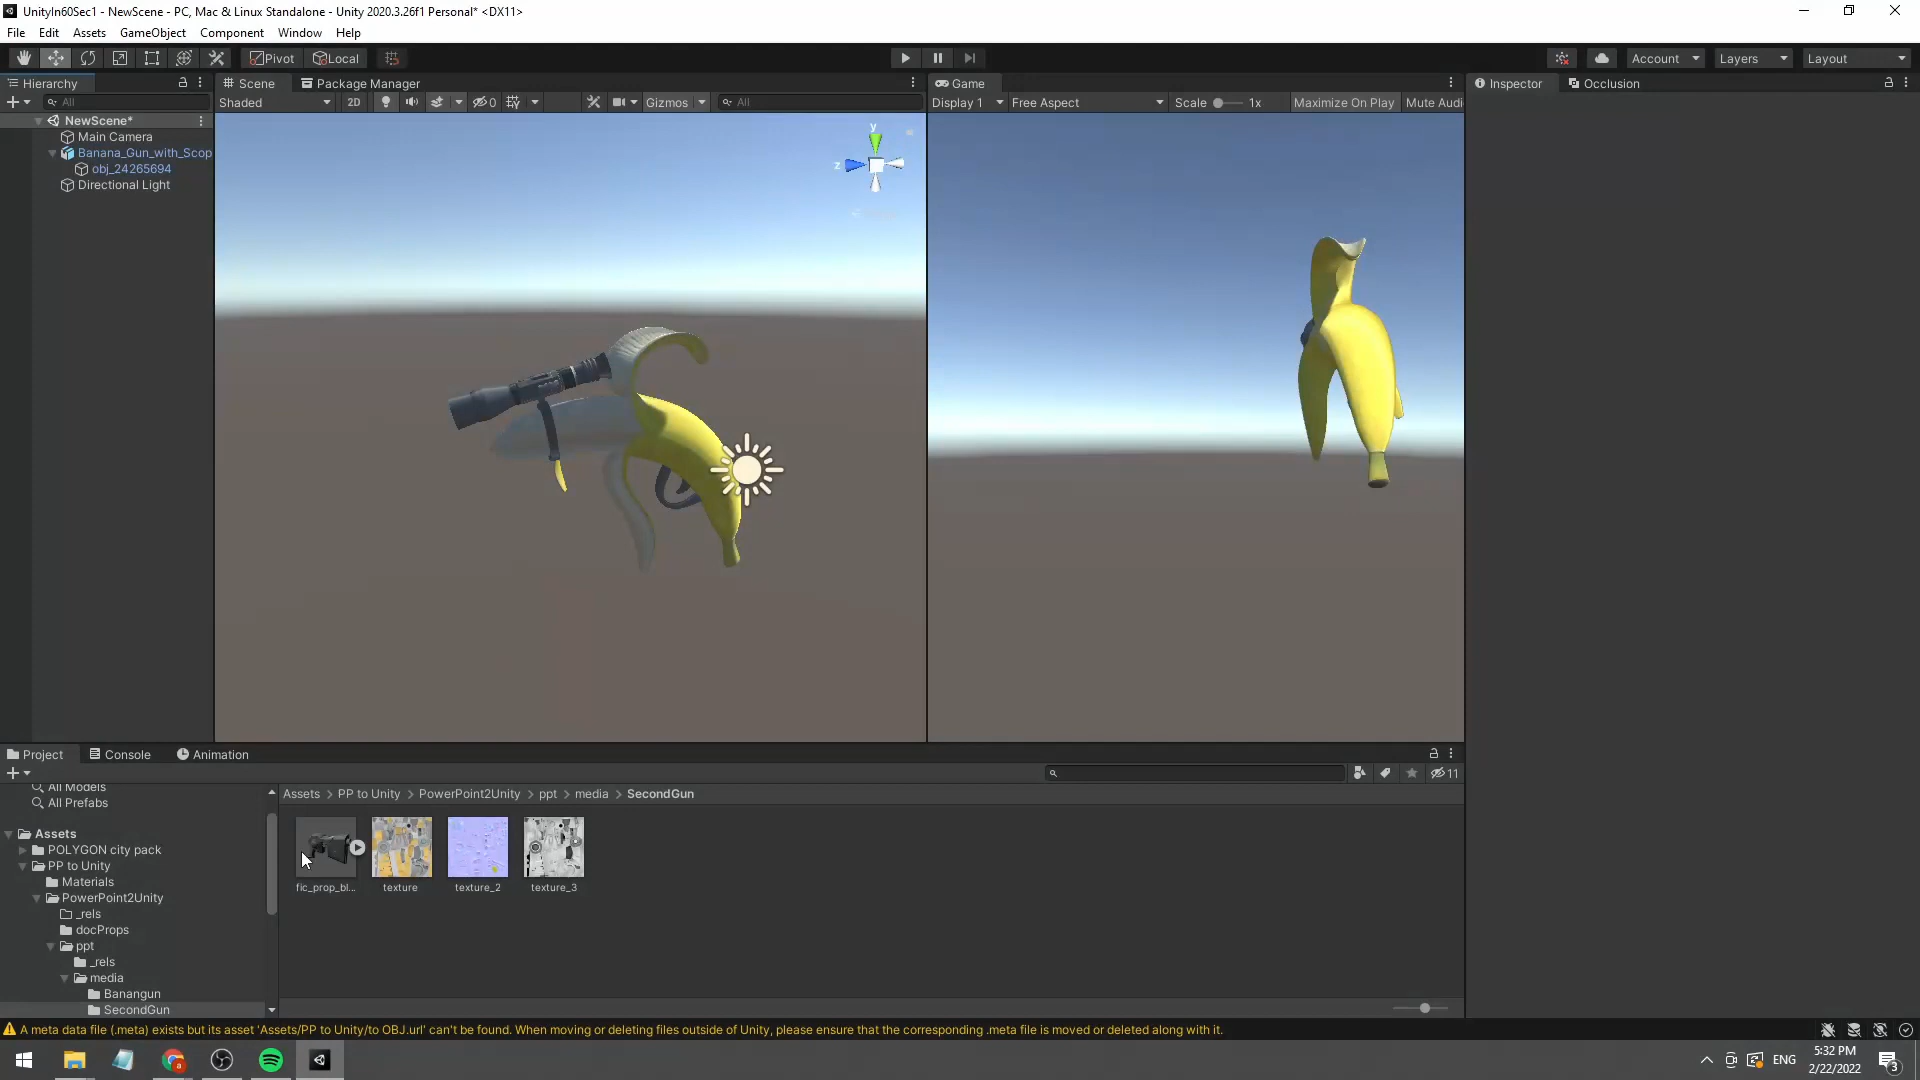 UnityIn60Sec1 - NewScene - PC, Mac & Linux Standalone - Unity 2020.3.26f1 Personal* <DX11>
File Edit Assets GameObject Component Window Help
Pivot Local Account Layers Layout
Hierarchy Scene Package Manager Game Inspector Occlusion
All Shaded 2D 0 Gizmos All Display 1 Free Aspect Scale 1x Maximize On Play Mute Audi
NewScene*
Main Camera
Banana_Gun_with_Scop
obj_24265694
Directional Light
y
z
Project Console Animation
11
All Models
All Prefabs
Assets
POLYGON city pack
PP to Unity
Materials
PowerPoint2Unity
_rels
docProps
ppt
_rels
media
Banangun
SecondGun
Assets > PP to Unity > PowerPoint2Unity > ppt > media > SecondGun
fic_prop_bl... texture texture_2 texture_3
A meta data file (.meta) exists but its asset 'Assets/PP to Unity/to OBJ.url' can't be found. When moving or deleting files outside of Unity, please ensure that the corresponding .meta file is moved or deleted along with it.
ENG
5:32 PM
2/22/2022
3